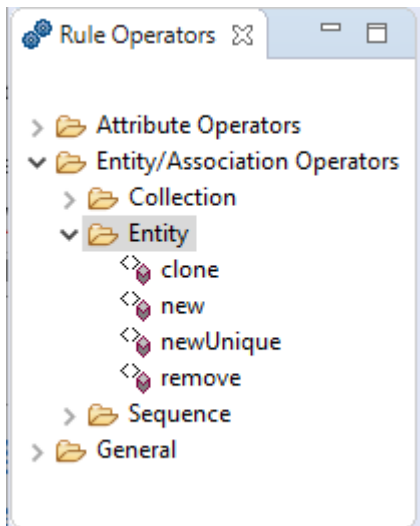 Rule Operators
Attribute Operators
Entity/Association Operators
Collection
Entity
clone
new
newUnique
remove
Sequence
General